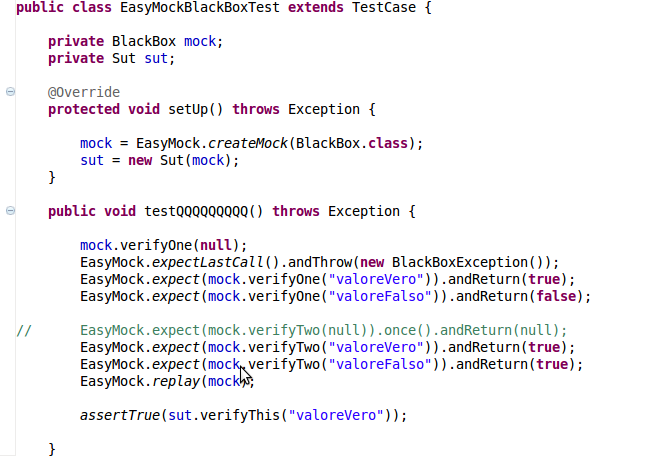 public class EasyMockBlackBoxTest extends TestCase {
private BlackBox mock;
private Sut sut;
@Override
protected void setUp() throws Exception {
mock = EasyMock.createMock(BlackBox.class);
sut = new Sut(mock);
}
public void testQQQQQQQQQ() throws Exception {
mock.verifyOne(null);
EasyMock.expectLastCall().andThrow(new BlackBoxException());
EasyMock.expect(mock.verifyOne("valoreVero")).andReturn(true);
EasyMock.expect(mock.verifyOne("valoreFalso")).andReturn(false);
// EasyMock.expect(mock.verifyTwo(null)).once().andReturn(null);
EasyMock.expect(mock.verifyTwo("valoreVero")).andReturn(true);
EasyMock.expect(mock.verifyTwo("valoreFalso")).andReturn(true);
EasyMock.replay(mock);
assertTrue(sut.verifyThis("valoreVero"));
}